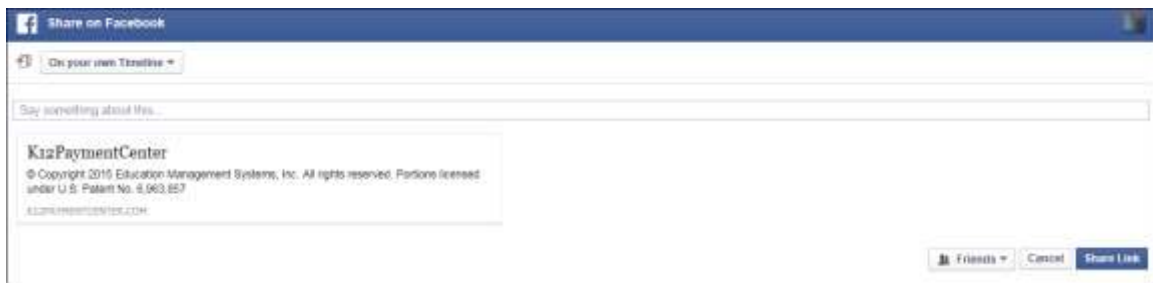 Share on Facebook
On your own Timeline
Say something about this...
K12PaymentCenter
© Copyright 2015 Education Management Systems, Inc. All rights reserved. Portions licensed
under U.S. Patent No. 6,963,857
K12PAYMENTCENTER.COM
Friends Cancel Share Link